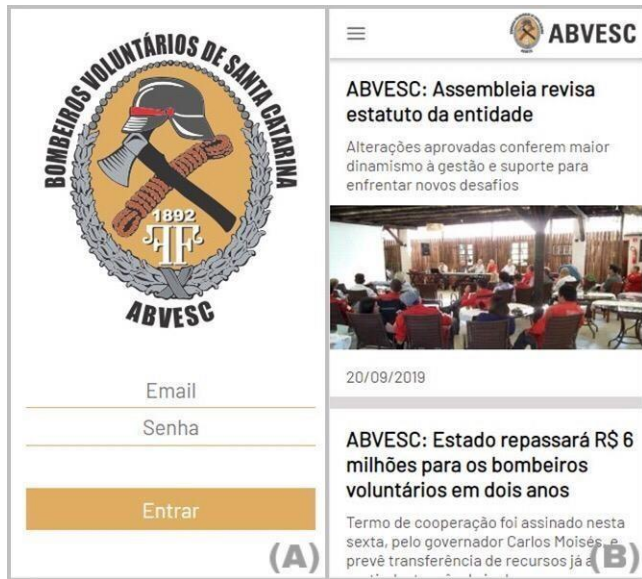 BOMBEIROS VOLUNTÁRIOS DE SANTA CATARINA
1892
ABVESC
Email
Senha
Entrar
(A)
ABVESC
ABVESC: Assembleia revisa
estatuto da entidade
Alterações aprovadas conferem maior
dinamismo à gestão e suporte para
enfrentar novos desafios
20/09/2019
ABVESC: Estado repassará R$ 6
milhões para os bombeiros
voluntários em dois anos
Termo de cooperação foi assinado nesta
sexta, pelo governador Carlos Moisés, e
prevê transferência de recursos já a
(B)